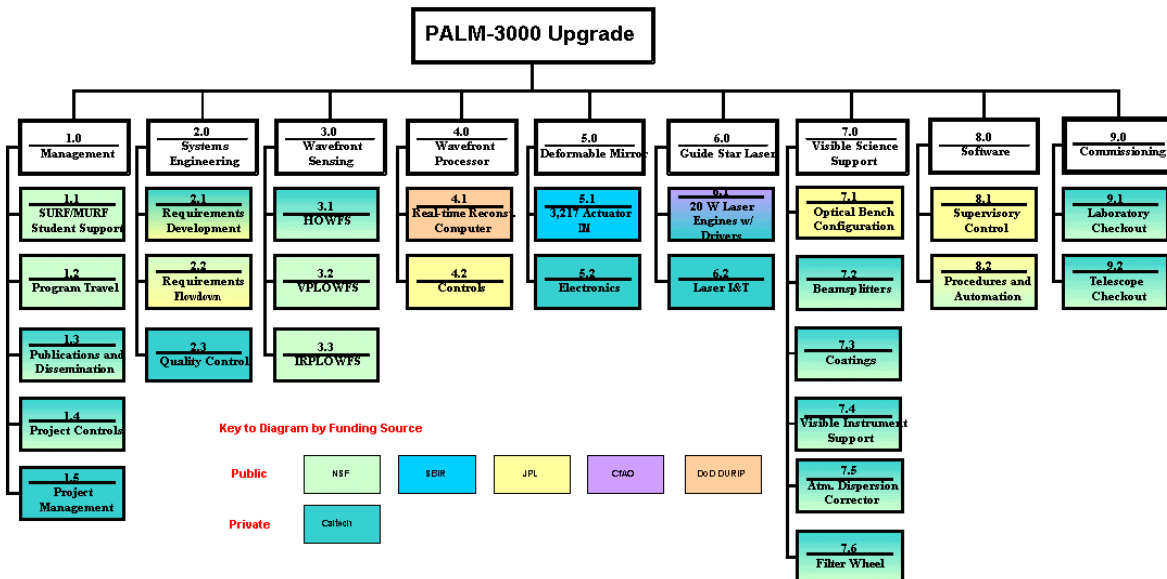 PALM-3000 Upgrade
1.0
Management
2.0
Systems
Engineering
3.0
Wavefront
Sensing
4.0
Wavefront
Processor
5.0
Deformable Mirror
6.0
Guide Star Laser
7.0
Visible Science
Support
8.0
Software
9.0
Commissioning
1.1
SURF/MURF
Student Support
2.1
Requirements
Development
3.1
HOWFS
4.1
Real-time Recons.
Computer
5.1
3,217 Actuator
DM
6.1
20 W Laser
Engines w/
Drivers
7.1
Optical Bench
Configuration
8.1
Supervisory
Control
9.1
Laboratory
Checkout
1.2
Program Travel
2.2
Requirements
Flowdown
3.2
VPLOWFS
4.2
Controls
5.2
Electronics
6.2
Laser I&T
7.2
Beamsplitters
8.2
Procedures and
Automation
9.2
Telescope
Checkout
1.3
Publications and
Dissemination
2.3
Quality Control
3.3
IRPLOWFS
7.3
Coatings
1.4
Project Controls
7.4
Visible Instrument
Support
1.5
Project
Management
7.5
Atm. Dispersion
Corrector
7.6
Filter Wheel
Key to Diagram by Funding Source
Public
NSF
SBIR
JPL
CfAO
DoD DURIP
Private
Caltech